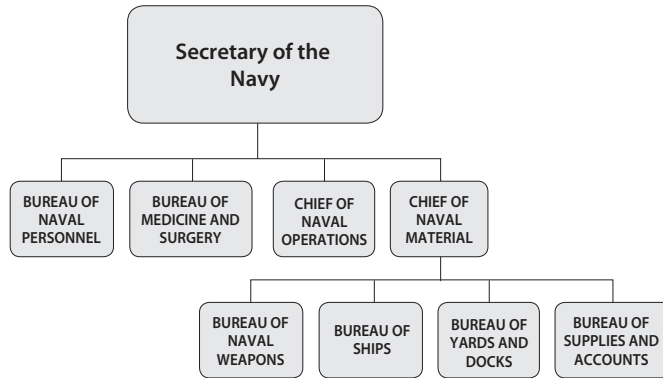 Secretary of the
Navy
BUREAU OF
NAVAL
PERSONNEL
BUREAU OF
MEDICINE AND
SURGERY
CHIEF OF
NAVAL
OPERATIONS
CHIEF OF
NAVAL
MATERIAL
BUREAU OF
NAVAL
WEAPONS
BUREAU OF
SHIPS
BUREAU OF
YARDS AND
DOCKS
BUREAU OF
SUPPLIES AND
ACCOUNTS